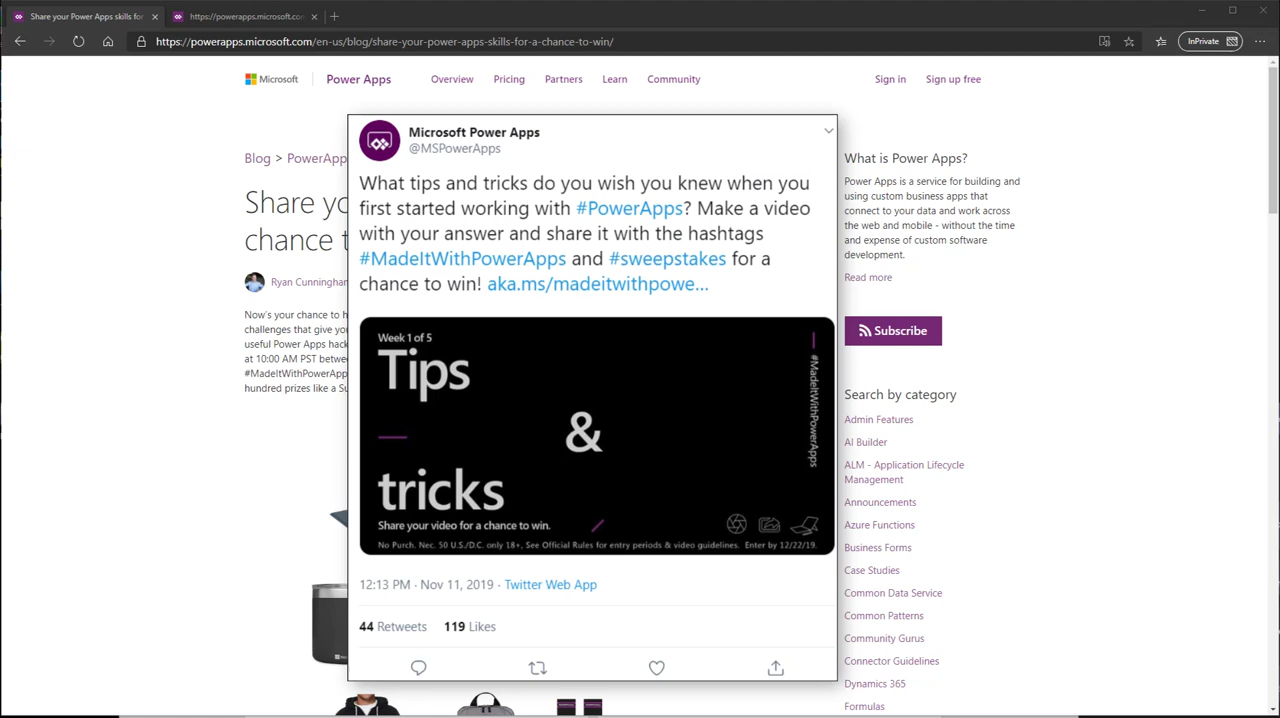 Share your Power Apps skills for
https://powerapps.microsoft.com
https://powerapps.microsoft.com/en-us/blog/share-your-power-apps-skills-for-a-chance-to-win/
InPrivate
Microsoft
Power Apps
Overview
Pricing
Partners
Learn
Community
Sign in
Sign up free
Blog > PowerApp
Share yo
chance t
Ryan Cunninghar
Now's your chance to h
challenges that give you
useful Power Apps hack
at 10:00 AM PST betwe
#MadeItWithPowerApp
hundred prizes like a Su
Microsoft Power Apps
@MSPowerApps
What tips and tricks do you wish you knew when you
first started working with #PowerApps? Make a video
with your answer and share it with the hashtags
#MadeItWithPowerApps and #sweepstakes for a
chance to win! aka.ms/madeitwithpowe...
Week 1 of 5
Tips
&
tricks
Share your video for a chance to win.
#MadeItWithPowerApps
No Purch. Nec. 50 U.S./D.C. only 18+, See Official Rules for entry periods & video guidelines. Enter by 12/22/19.
12:13 PM · Nov 11, 2019 · Twitter Web App
44 Retweets 119 Likes
What is Power Apps?
Power Apps is a service for building and
using custom business apps that
connect to your data and work across
the web and mobile - without the time
and expense of custom software
development.
Read more
Subscribe
Search by category
Admin Features
AI Builder
ALM - Application Lifecycle
Management
Announcements
Azure Functions
Business Forms
Case Studies
Common Data Service
Common Patterns
Community Gurus
Connector Guidelines
Dynamics 365
Formulas